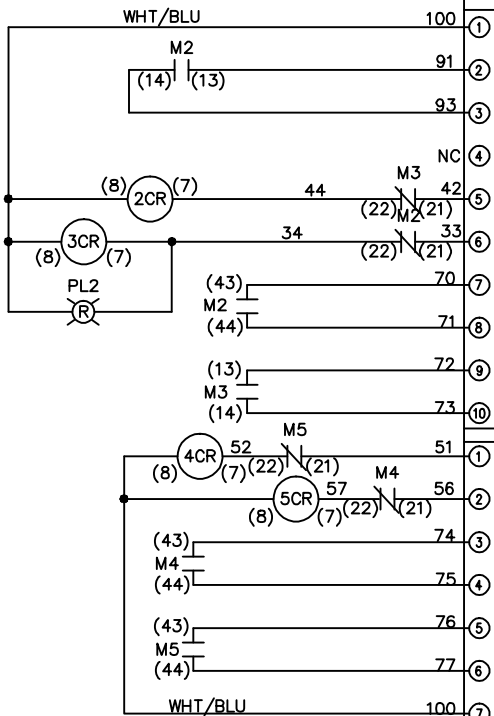 WHT/BLU 100 1
M2 91 2
(14) (13)
93 3
NC 4
M3
(8) 2CR (7) 44 42 5
(22) (21)
M2
3CR 34 33 6
(8) (7) (22) (21)
PL2
R
(43) 70 7
M2
(44) 71 8
(13) 72 9
M3
(14) 73 10
M5
4CR 52 51 1
(8) (7) (22) (21)
M4
5CR 57 56 2
(8) (7) (22) (21)
(43) 74 3
M4
(44) 75 4
(43) 76 5
M5
(44) 77 6
WHT/BLU 100 7